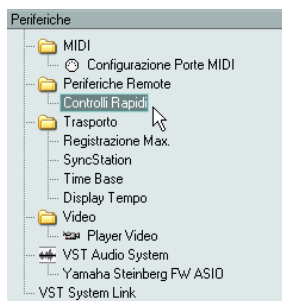 Periferiche
MIDI
Configurazione Porte MIDI
Periferiche Remote
Controlli Rapidi
Trasporto
Registrazione Max.
SyncStation
Time Base
Display Tempo
Video
Player Video
VST Audio System
Yamaha Steinberg FW ASIO
VST System Link